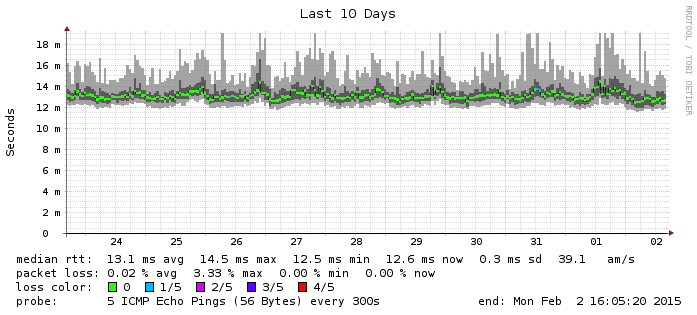 Last 10 Days
RRDTOOL / TOBI OETIKER
Seconds
18 m
16 m
14 m
12 m
10 m
8 m
6 m
4 m
2 m
0
24 25 26 27 28 29 30 31 01 02
median rtt: 13.1 ms avg 14.5 ms max 12.5 ms min 12.6 ms now 0.3 ms sd 39.1 am/s
packet loss: 0.02 % avg 3.33 % max 0.00 % min 0.00 % now
loss color: 0 1/5 2/5 3/5 4/5
probe: 5 ICMP Echo Pings (56 Bytes) every 300s end: Mon Feb 2 16:05:20 2015